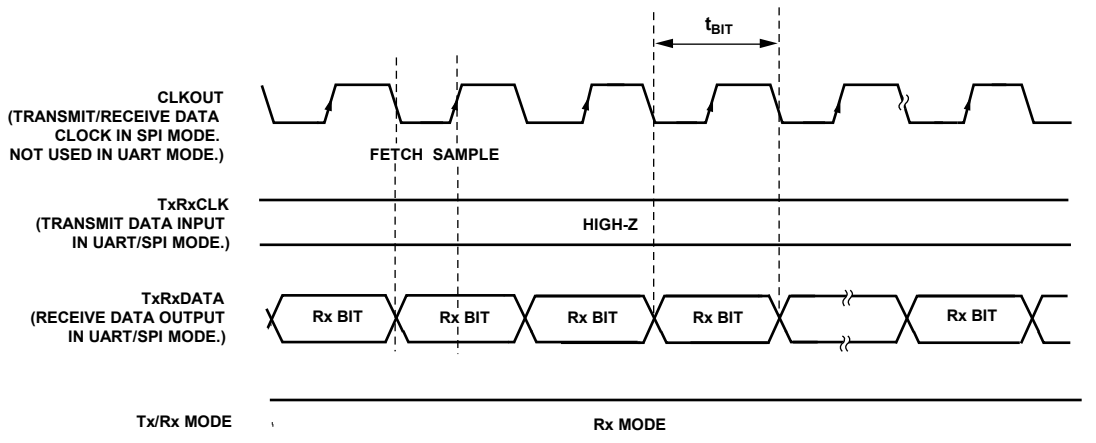 tBIT
CLKOUT
(TRANSMIT/RECEIVE DATA
CLOCK IN SPI MODE.
NOT USED IN UART MODE.)
FETCH SAMPLE
TxRxCLK
(TRANSMIT DATA INPUT
IN UART/SPI MODE.)
HIGH-Z
TxRxDATA
(RECEIVE DATA OUTPUT
IN UART/SPI MODE.)
Rx BIT Rx BIT Rx BIT Rx BIT Rx BIT
Tx/Rx MODE
Rx MODE